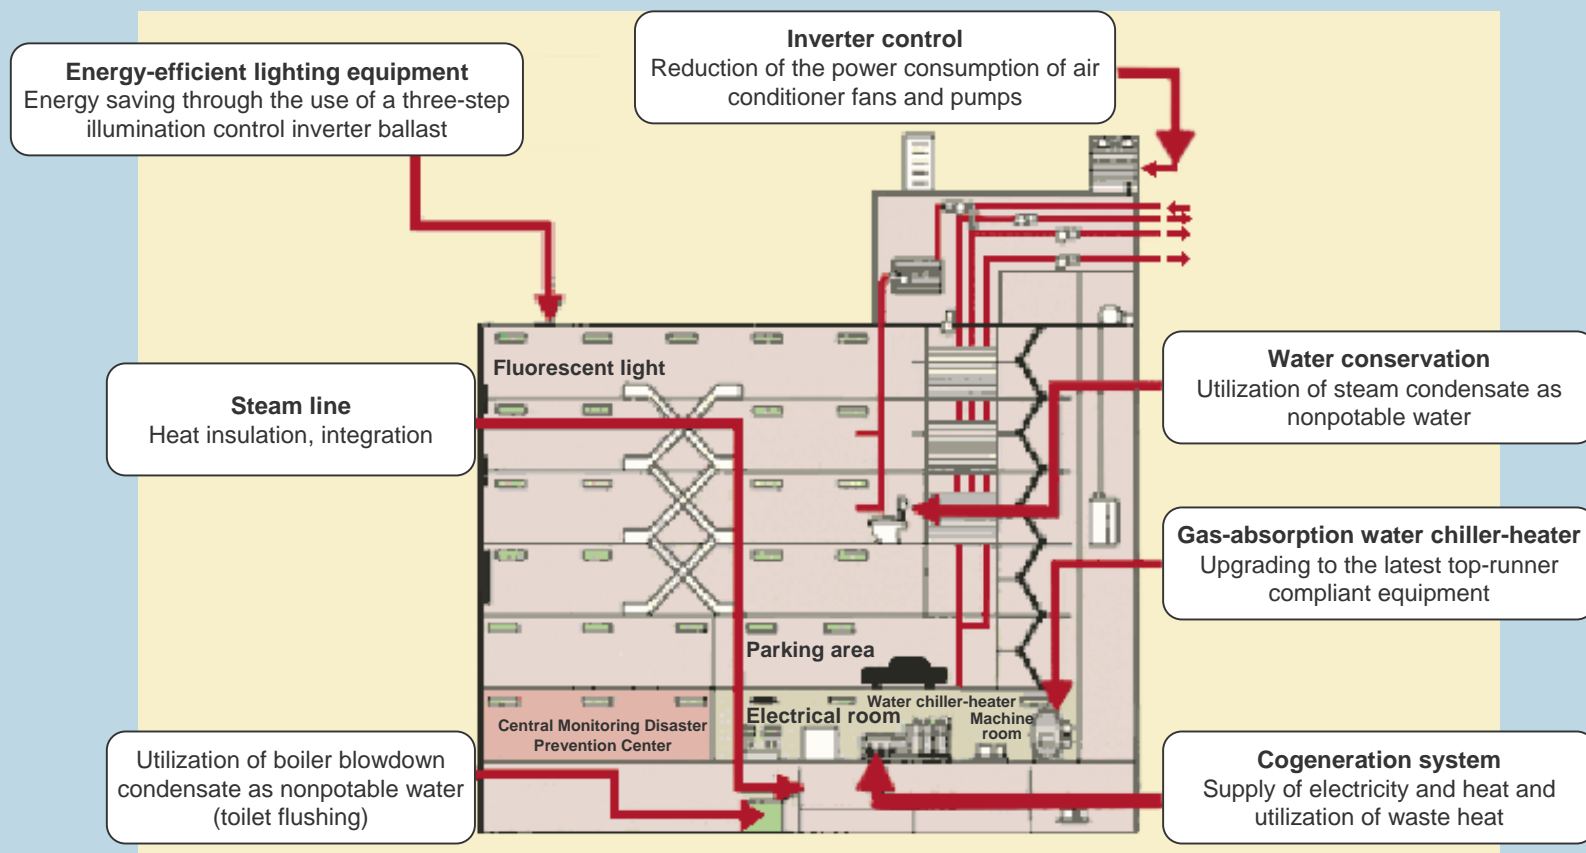 Inverter control
Reduction of the power consumption of air
conditioner fans and pumps
Energy-efficient lighting equipment
Energy saving through the use of a three-step
illumination control inverter ballast
Fluorescent light
Steam line
Heat insulation, integration
Water conservation
Utilization of steam condensate as
nonpotable water
Gas-absorption water chiller-heater
Upgrading to the latest top-runner
compliant equipment
Parking area
Water chiller-heater
Electrical room
Machine
room
Central Monitoring Disaster
Prevention Center
Utilization of boiler blowdown
condensate as nonpotable water
(toilet flushing)
Cogeneration system
Supply of electricity and heat and
utilization of waste heat